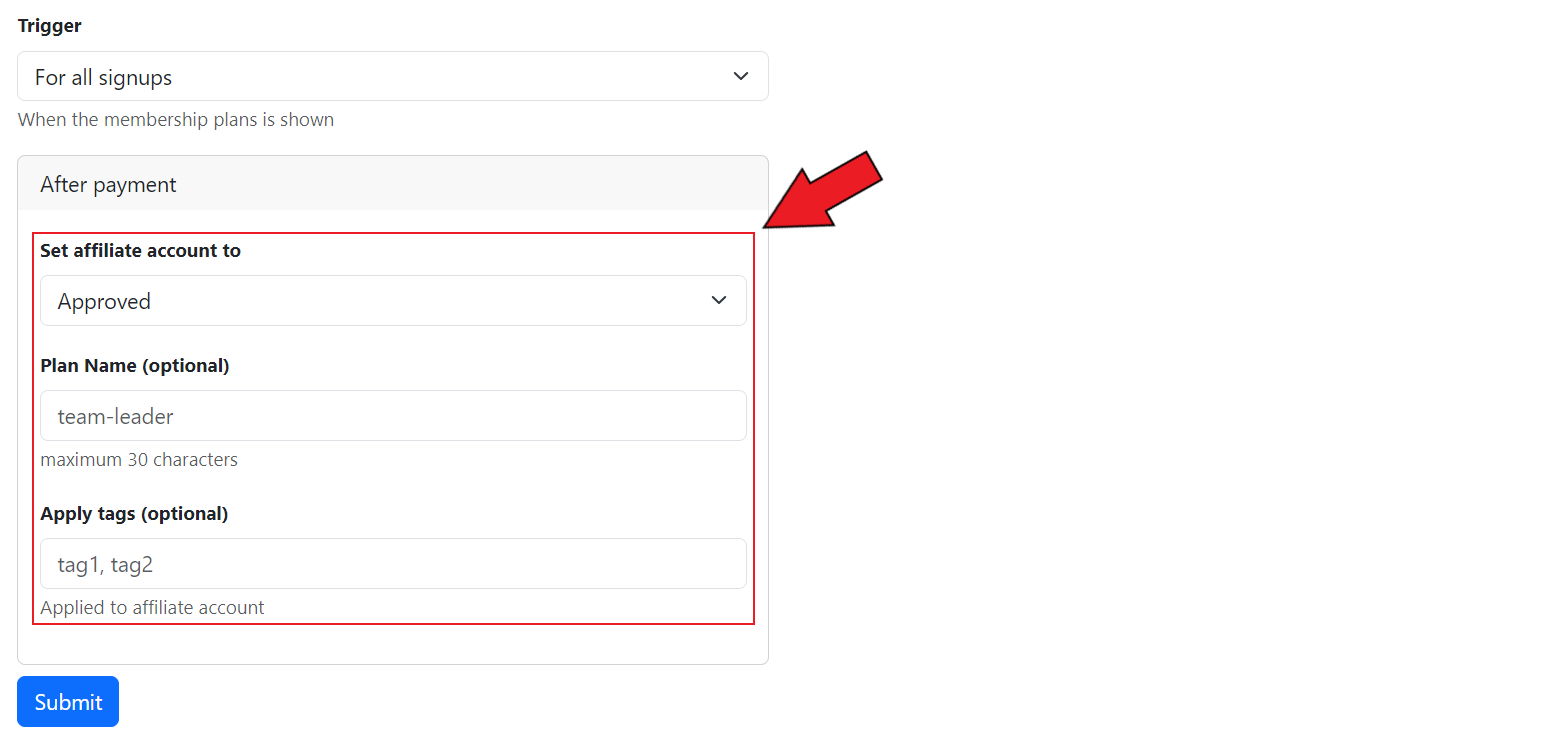 Trigger
For all signups
When the membership plans is shown
After payment
Set affiliate account to
Approved
Plan Name (optional)
team-leader
maximum 30 characters
Apply tags (optional)
tag1, tag2
Applied to affiliate account
Submit